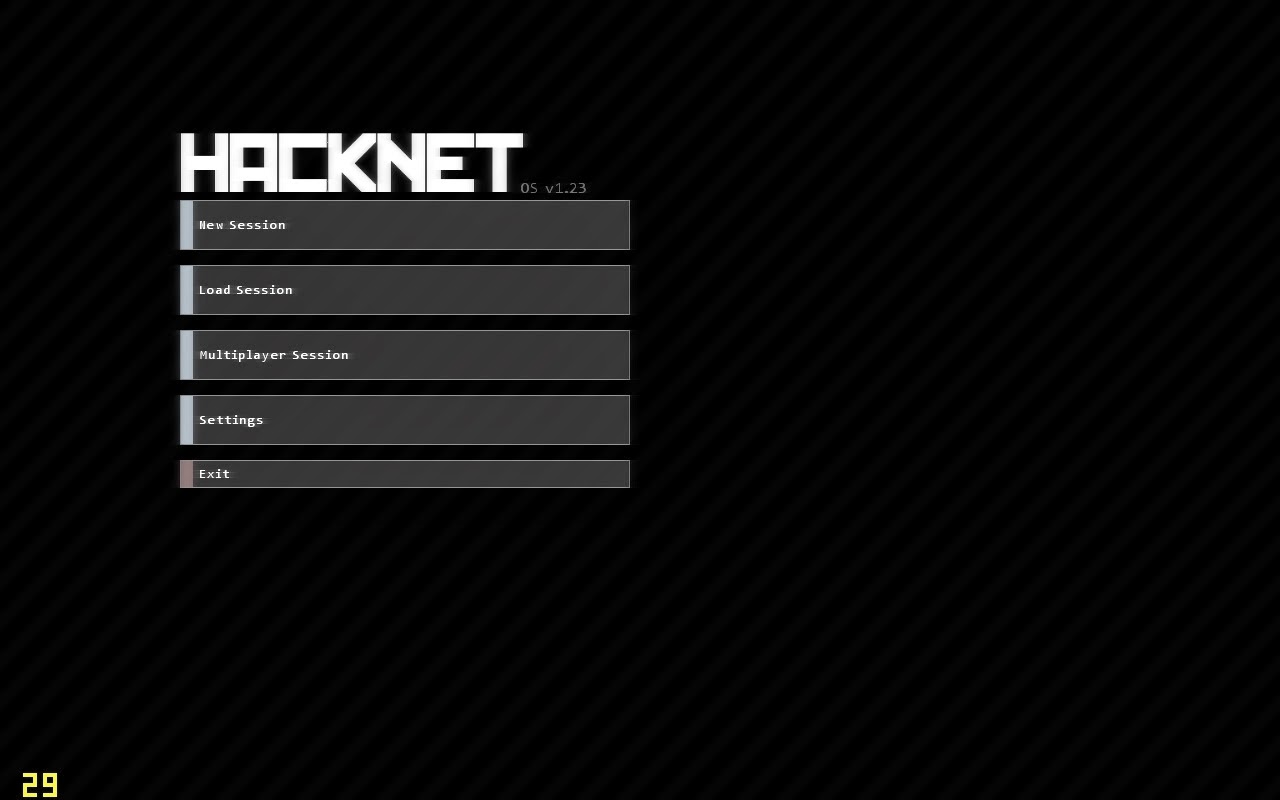 HACKNET
OS v1.23
New Session
Load Session
Multiplayer Session
Settings
Exit
29